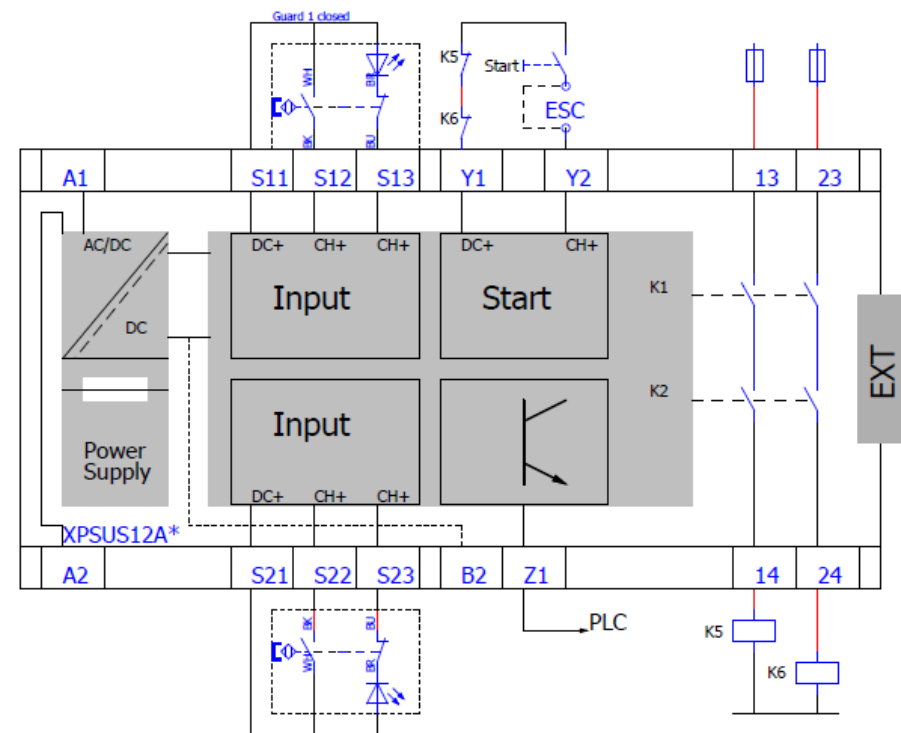 Guard 1 closed
WH
BR
BK
BU
K5
K6
Start
ESC
A1
S11
S12
S13
Y1
Y2
13
23
AC/DC
DC
DC+
CH+
CH+
Input
DC+
CH+
Start
K1
K2
EXT
Power
Supply
Input
DC+
CH+
CH+
XPSUS12A*
A2
S21
S22
S23
B2
Z1
14
24
BK
BU
WH
BR
PLC
K5
K6